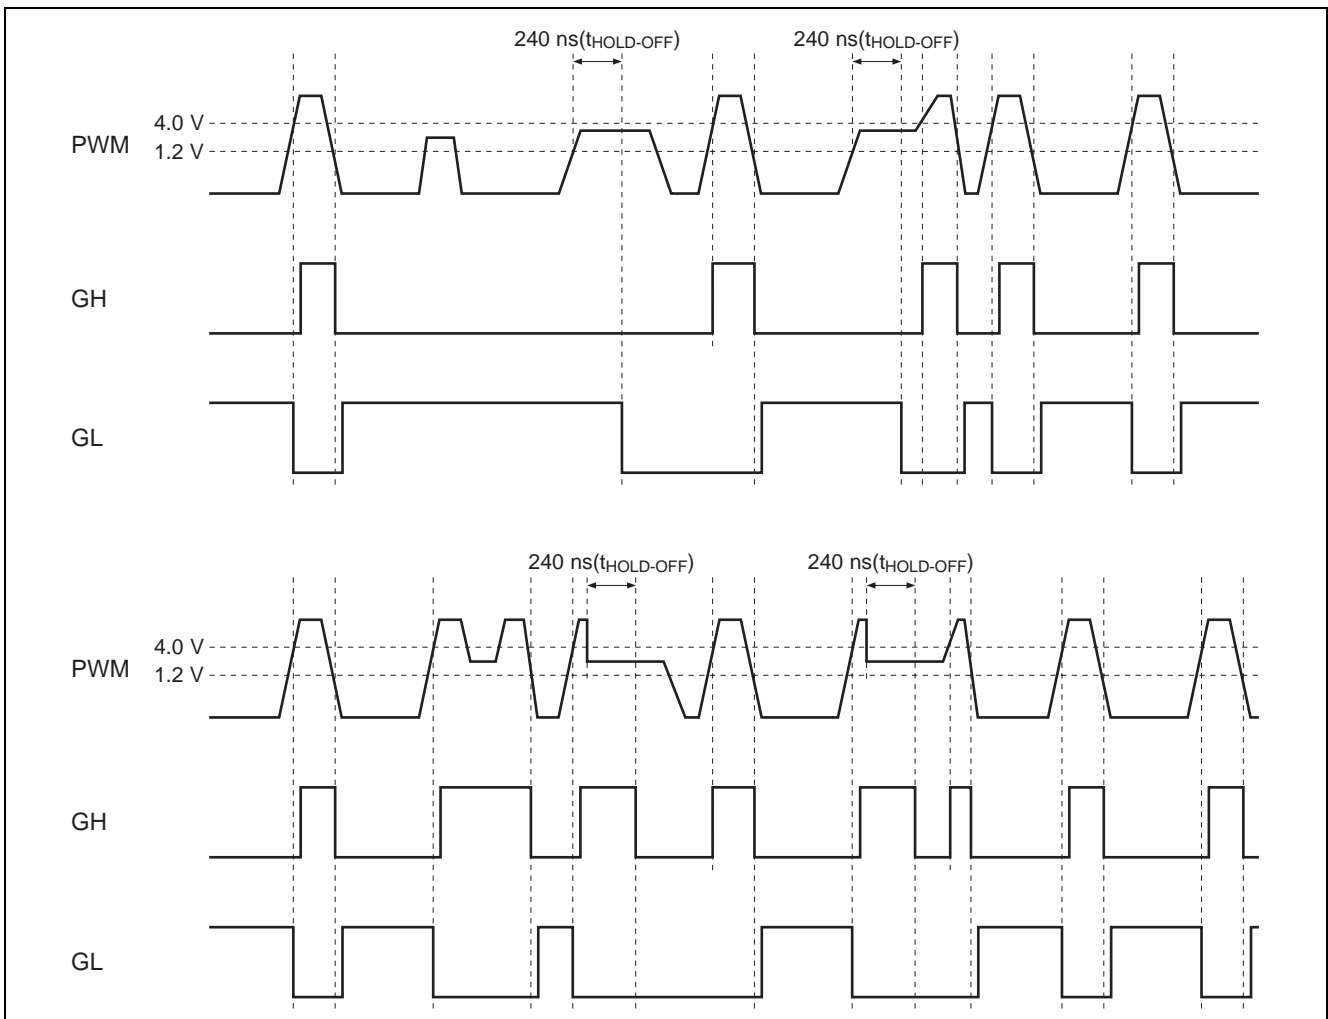 240 ns(tHOLD-OFF) 240 ns(tHOLD-OFF)
4.0 V
PWM
1.2 V
GH
GL
240 ns(tHOLD-OFF) 240 ns(tHOLD-OFF)
4.0 V
PWM
1.2 V
GH
GL